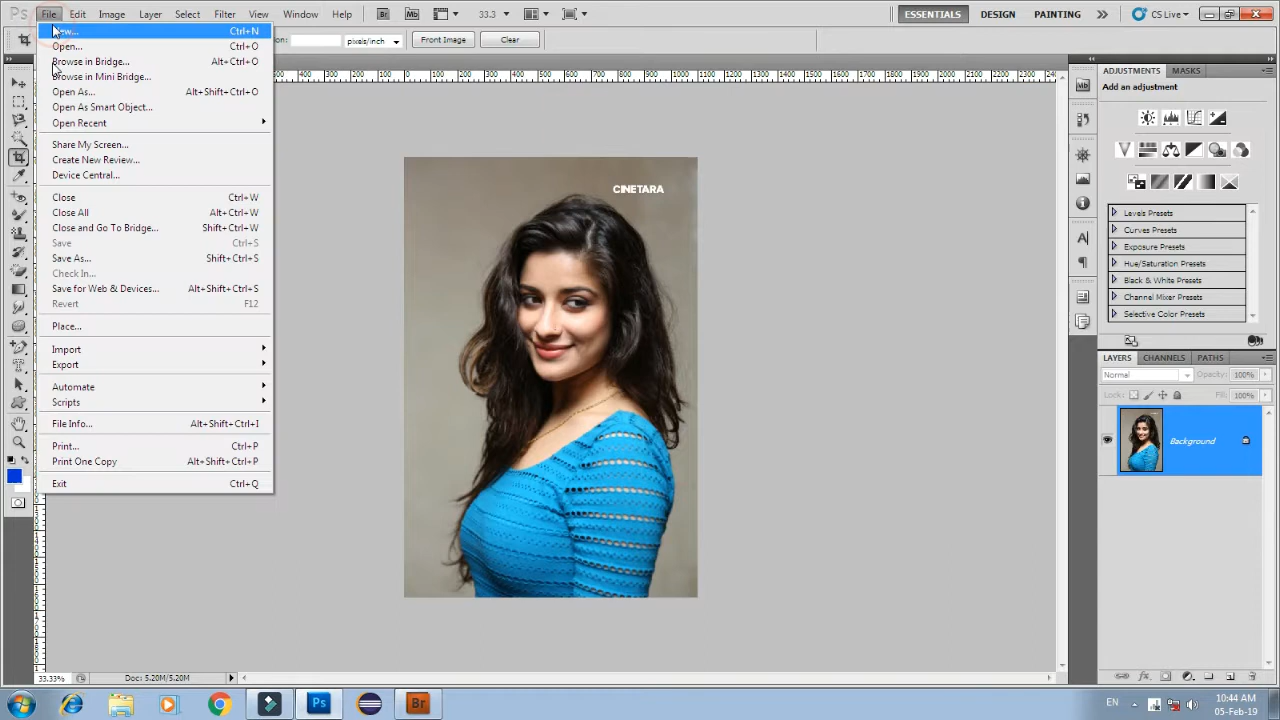 Ps File Edit Image Layer Select Filter View Window Help Br Mb 33.3 ESSENTIALS DESIGN PAINTING CS Live
pixels/inch Front Image Clear
New... Ctrl+N
Open... Ctrl+O
Browse in Bridge... Alt+Ctrl+O
Browse in Mini Bridge...
Open As... Alt+Shift+Ctrl+O
Open As Smart Object...
Open Recent
Share My Screen...
Create New Review...
Device Central...
Close Ctrl+W
Close All Alt+Ctrl+W
Close and Go To Bridge... Shift+Ctrl+W
Save Ctrl+S
Save As... Shift+Ctrl+S
Check In...
Save for Web & Devices... Alt+Shift+Ctrl+S
Revert F12
Place...
Import
Export
Automate
Scripts
File Info... Alt+Shift+Ctrl+I
Print... Ctrl+P
Print One Copy Alt+Shift+Ctrl+P
Exit Ctrl+Q
CINETARA
ADJUSTMENTS MASKS
Add an adjustment
Levels Presets
Curves Presets
Exposure Presets
Hue/Saturation Presets
Black & White Presets
Channel Mixer Presets
Selective Color Presets
LAYERS CHANNELS PATHS
Normal Opacity: 100%
Lock: Fill: 100%
Background
33.33% Doc: 5.20M/5.20M
Ps Br EN 10:44 AM
05-Feb-19